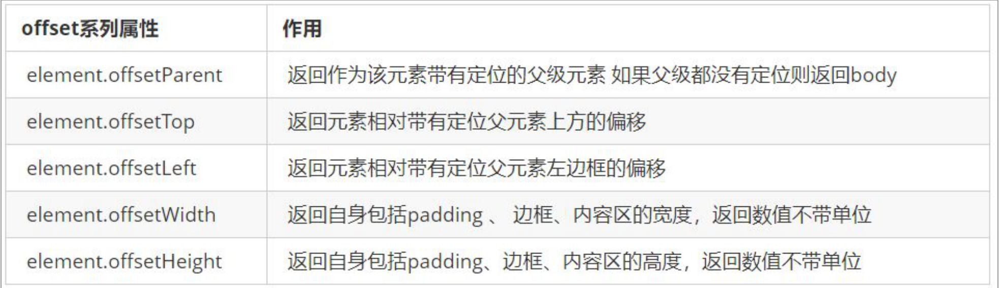 offset系列属性 作用
element.offsetParent 返回作为该元素带有定位的父级元素 如果父级都没有定位则返回body
element.offsetTop 返回元素相对带有定位父元素上方的偏移
element.offsetLeft 返回元素相对带有定位父元素左边框的偏移
element.offsetWidth 返回自身包括padding 、 边框、内容区的宽度，返回数值不带单位
element.offsetHeight 返回自身包括padding、边框、内容区的高度，返回数值不带单位